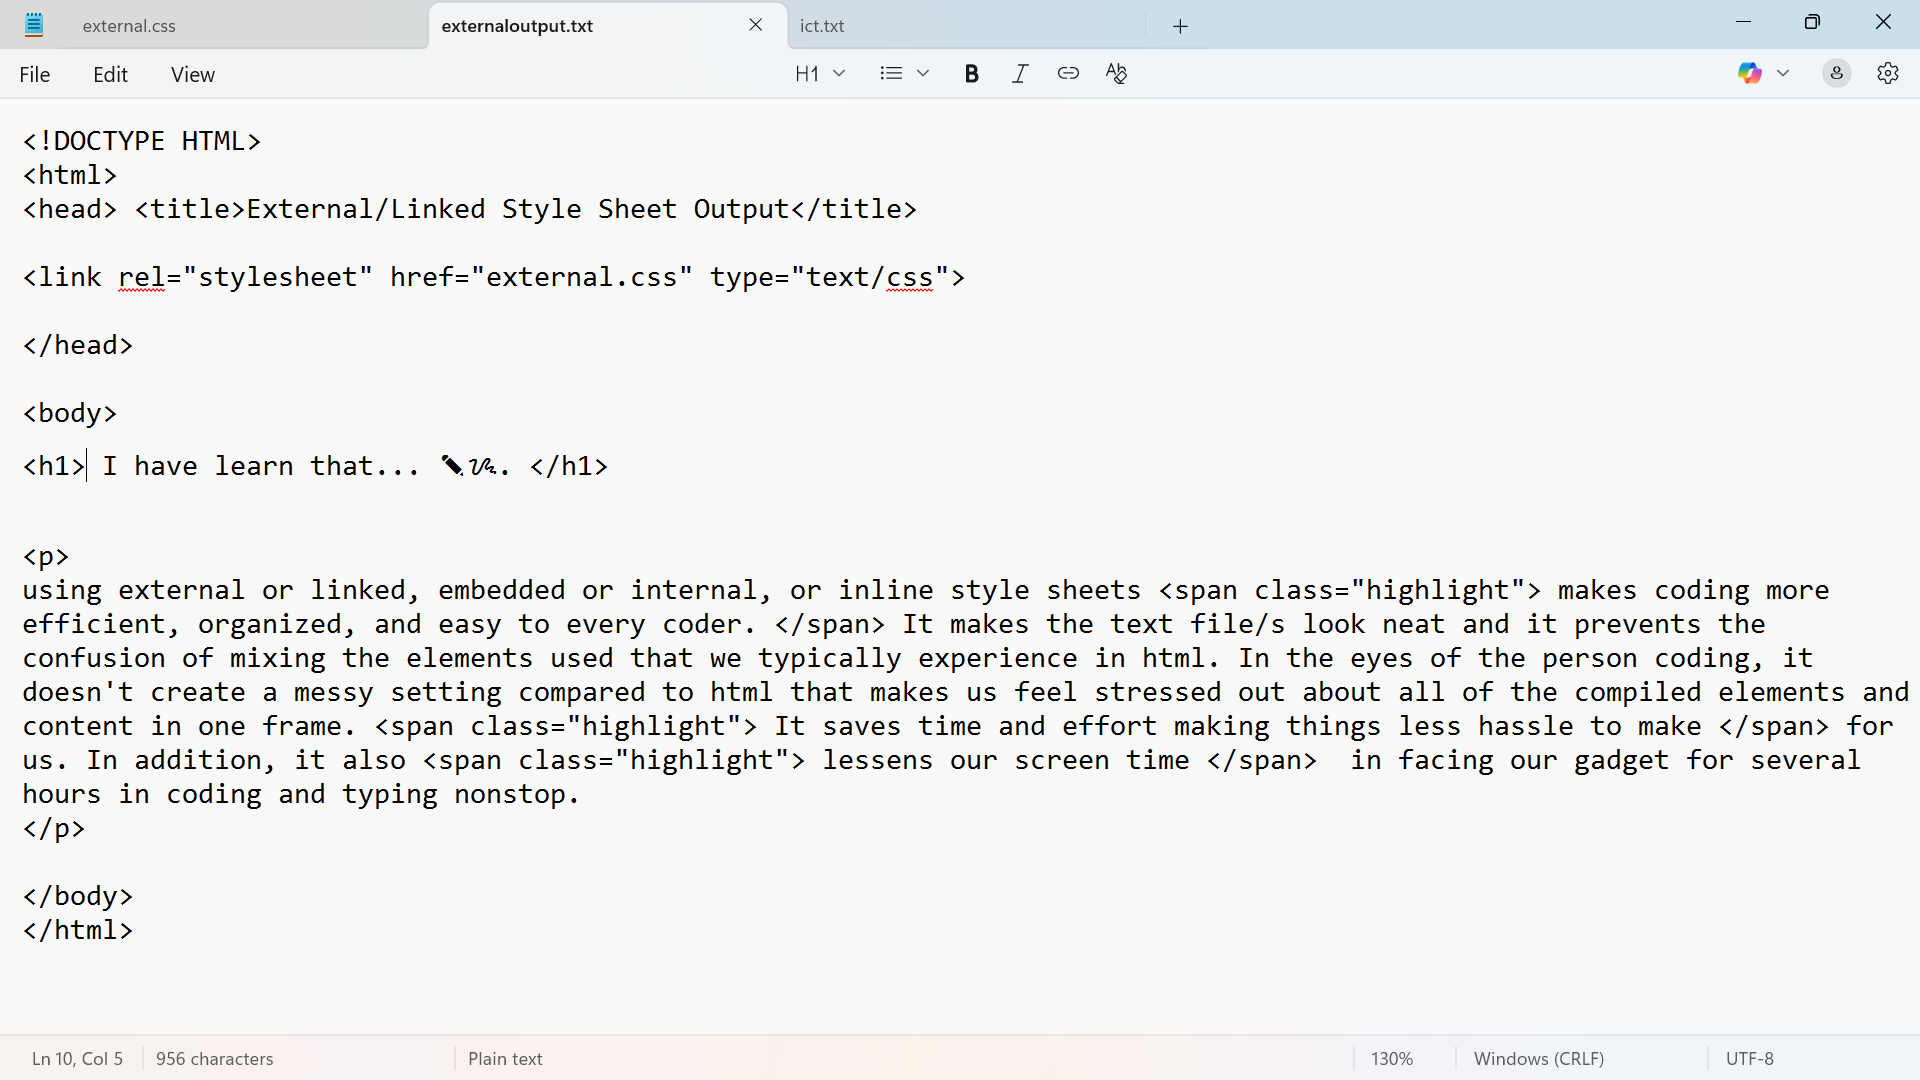 external.css
externaloutput.txt
ict.txt
File Edit View
H1
<!DOCTYPE HTML>
<html>
<head> <title>External/Linked Style Sheet Output</title>
<link rel="stylesheet" href="external.css" type="text/css">
</head>
<body>
<h1> I have learn that... ✎ᝰ. </h1>
<p>
using external or linked, embedded or internal, or inline style sheets <span class="highlight"> makes coding more
efficient, organized, and easy to every coder. </span> It makes the text file/s look neat and it prevents the
confusion of mixing the elements used that we typically experience in html. In the eyes of the person coding, it
doesn't create a messy setting compared to html that makes us feel stressed out about all of the compiled elements and
content in one frame. <span class="highlight"> It saves time and effort making things less hassle to make </span> for
us. In addition, it also <span class="highlight"> lessens our screen time </span>  in facing our gadget for several
hours in coding and typing nonstop.
</p>
</body>
</html>
Ln 10, Col 5
956 characters
Plain text
130%
Windows (CRLF)
UTF-8